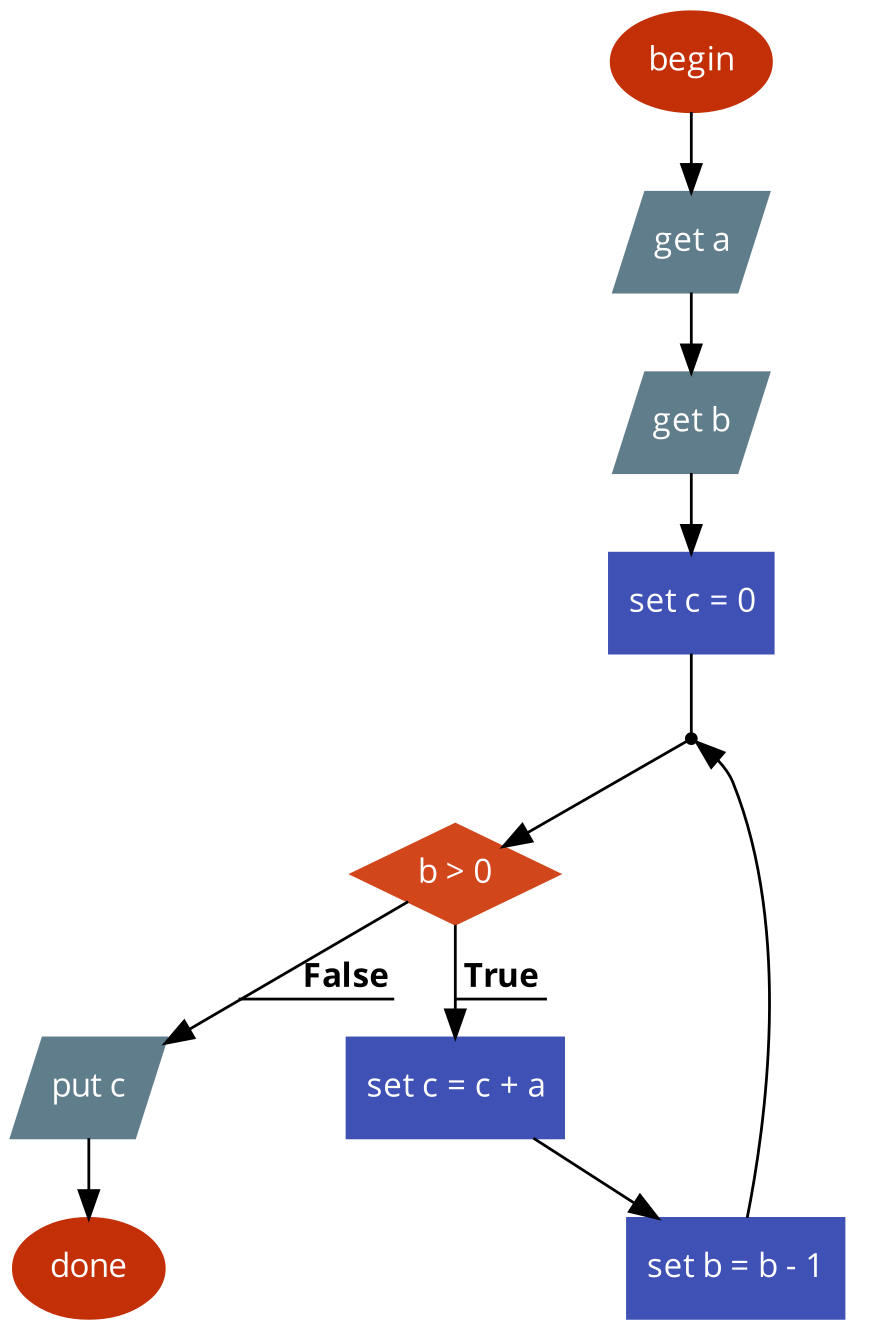 begin
get a
get b
set c = 0
b > 0
False
True
put c
set c = c + a
done
set b = b - 1